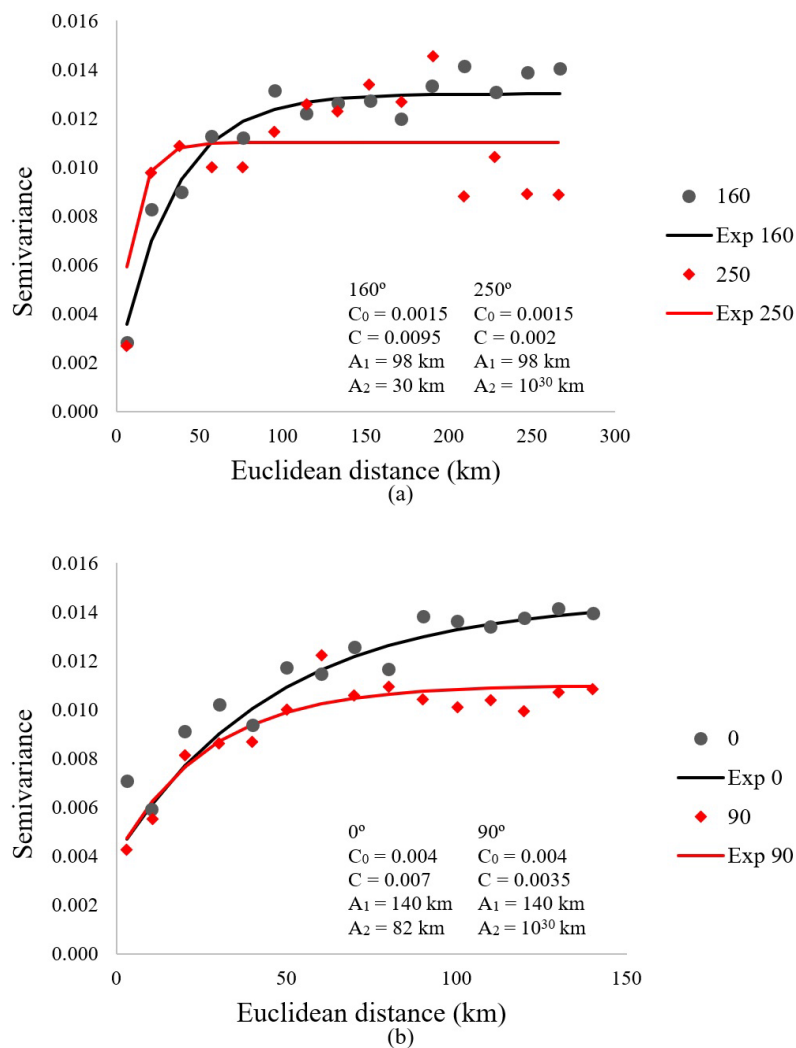 0.016
0.014
0.012
0.010
0.008
0.006
0.004
0.002
0.000
Semivariance
0 50 100 150 200 250 300
Euclidean distance (km)
160º 250º
C₀ = 0.0015 C₀ = 0.0015
C = 0.0095 C = 0.002
A₁ = 98 km A₁ = 98 km
A₂ = 30 km A₂ = 10³⁰ km
160
Exp 160
250
Exp 250
(a)
0.016
0.014
0.012
0.010
0.008
0.006
0.004
0.002
0.000
Semivariance
0 50 100 150
Euclidean distance (km)
0º 90º
C₀ = 0.004 C₀ = 0.004
C = 0.007 C = 0.0035
A₁ = 140 km A₁ = 140 km
A₂ = 82 km A₂ = 10³⁰ km
0
Exp 0
90
Exp 90
(b)